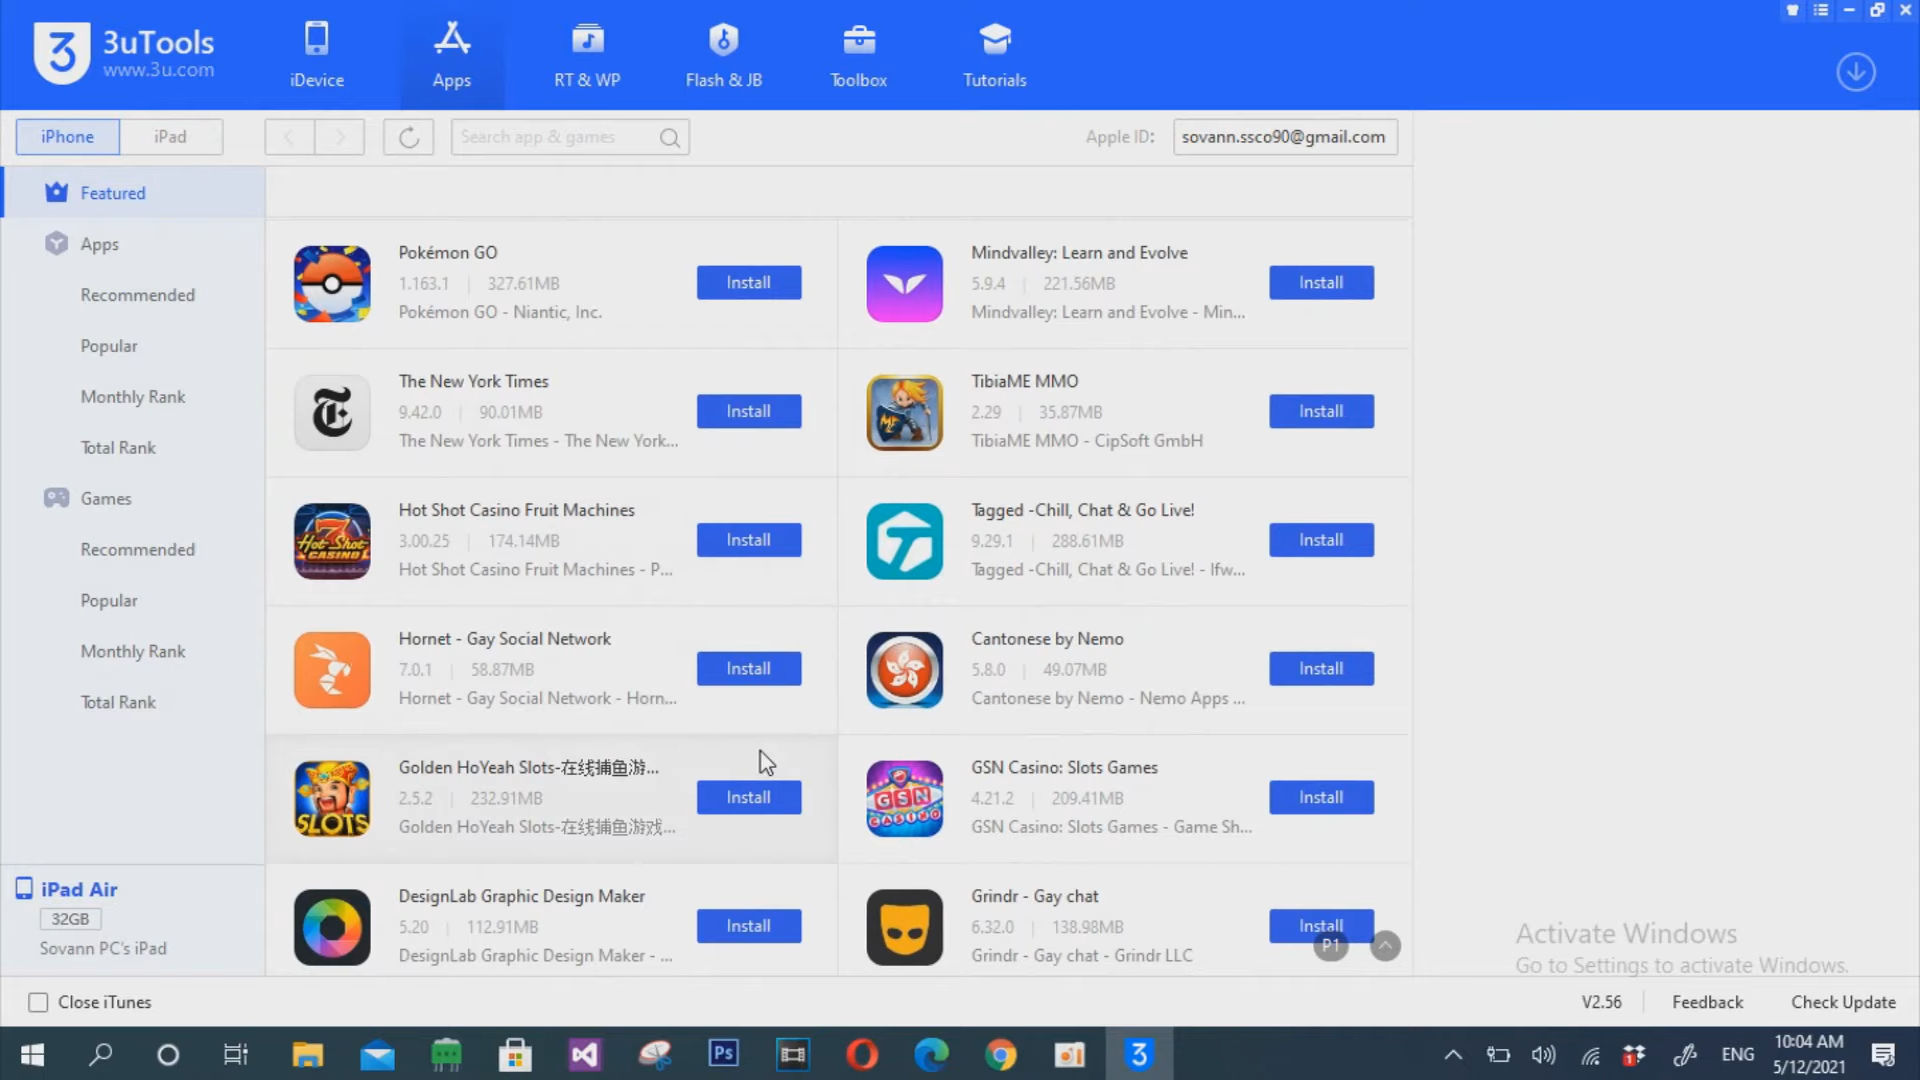 3uTools
www.3u.com
iDevice
Apps
RT & WP
Flash & JB
Toolbox
Tutorials
iPhone
iPad
Search app & games
Apple ID:
sovann.ssco90@gmail.com
Featured
Apps
Recommended
Popular
Monthly Rank
Total Rank
Games
Recommended
Popular
Monthly Rank
Total Rank
Pokémon GO
1.163.1 | 327.61MB
Pokémon GO - Niantic, Inc.
Install
Mindvalley: Learn and Evolve
5.9.4 | 221.56MB
Mindvalley: Learn and Evolve - Min...
Install
The New York Times
9.42.0 | 90.01MB
The New York Times - The New York...
Install
TibiaME MMO
2.29 | 35.87MB
TibiaME MMO - CipSoft GmbH
Install
Hot Shot Casino Fruit Machines
3.00.25 | 174.14MB
Hot Shot Casino Fruit Machines - P...
Install
Tagged -Chill, Chat & Go Live!
9.29.1 | 288.61MB
Tagged -Chill, Chat & Go Live! - Ifw...
Install
Hornet - Gay Social Network
7.0.1 | 58.87MB
Hornet - Gay Social Network - Horn...
Install
Cantonese by Nemo
5.8.0 | 49.07MB
Cantonese by Nemo - Nemo Apps ...
Install
Golden HoYeah Slots-在线捕鱼游...
2.5.2 | 232.91MB
Golden HoYeah Slots-在线捕鱼游戏...
Install
GSN Casino: Slots Games
4.21.2 | 209.41MB
GSN Casino: Slots Games - Game Sh...
Install
DesignLab Graphic Design Maker
5.20 | 112.91MB
DesignLab Graphic Design Maker - ...
Install
Grindr - Gay chat
6.32.0 | 138.98MB
Grindr - Gay chat - Grindr LLC
Install
P1
Hot Shot
CASINO
SLOTS
GSN
CASINO
iPad Air
32GB
Sovann PC's iPad
Activate Windows
Go to Settings to activate Windows.
Close iTunes
V2.56
Feedback
Check Update
Ps
1
ENG
10:04 AM
5/12/2021